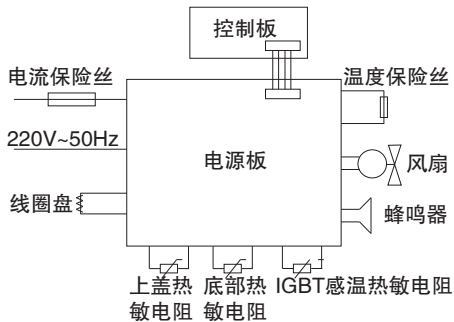 控制板
电流保险丝
温度保险丝
220V~50Hz
电源板
风扇
线圈盘
蜂鸣器
上盖热
敏电阻
底部热
敏电阻
IGBT感温热敏电阻